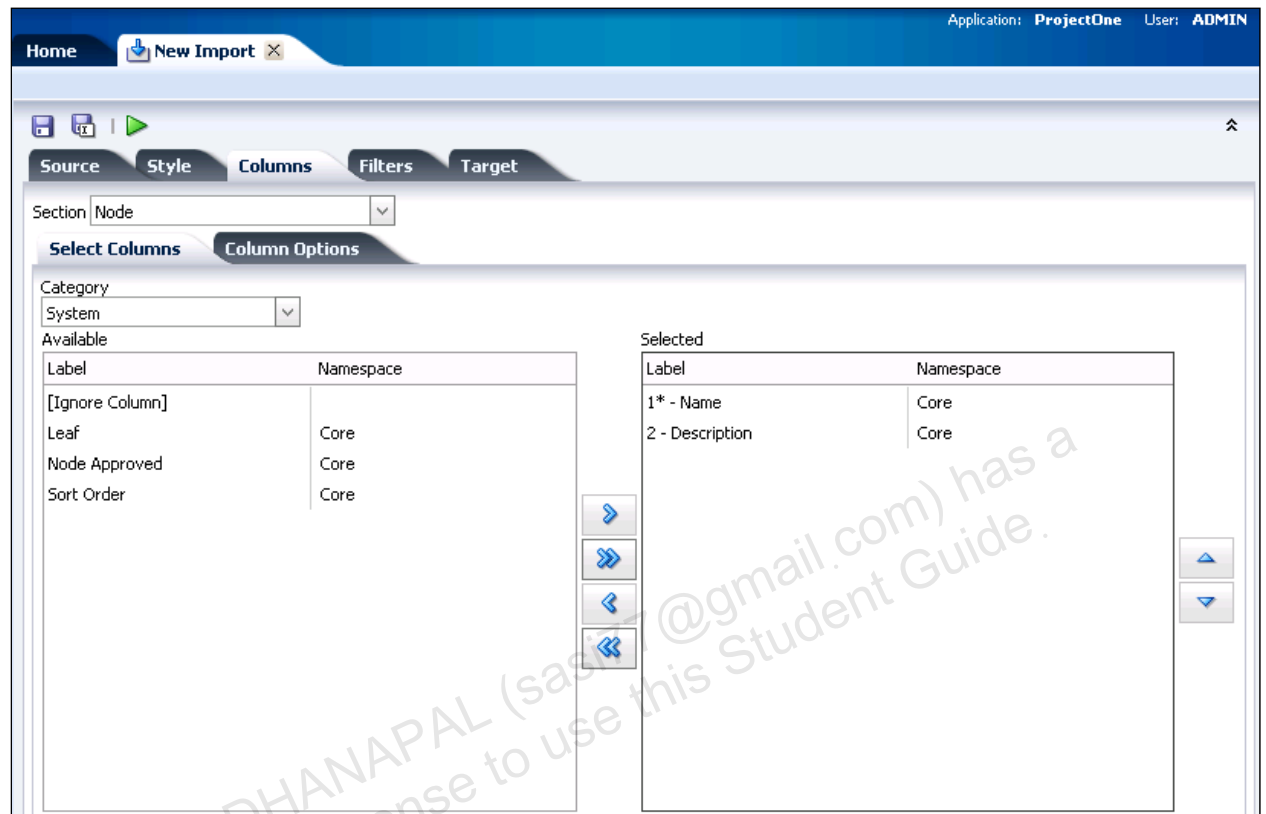 Application: ProjectOne User: ADMIN
Home New Import
Source Style Columns Filters Target
Section Node
Select Columns Column Options
Category
System
Available Selected
Label Namespace Label Namespace
[Ignore Column] 1* - Name Core
Leaf Core 2 - Description Core
Node Approved Core
Sort Order Core
DHANAPAL (sasi77@gmail.com) has a
to use this Student Guide.